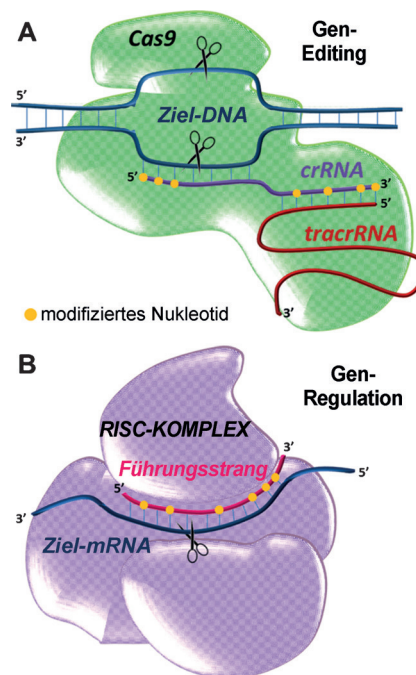 A
Cas9
Gen-
Editing
5’
3’
Ziel-DNA
5’
crRNA
3’
5’
tracrRNA
3’
modifiziertes Nukleotid
B
Gen-
Regulation
RISC-KOMPLEX
Führungsstrang
3’
5’
5’
3’
Ziel-mRNA